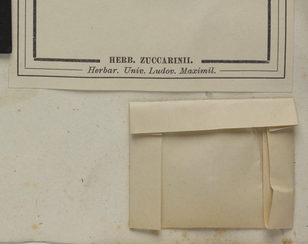 HERB. ZUCCARINII.
Herbar. Univ. Ludov. Maximil.